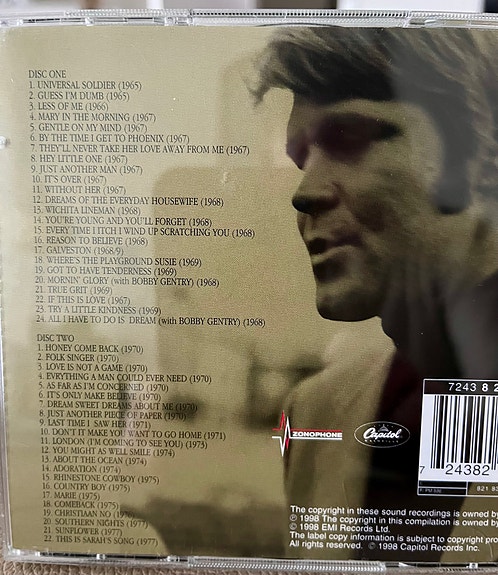 DISC ONE
1. UNIVERSAL SOLDIER (1965)
2. GUESS I'M DUMB (1965)
3. LESS OF ME (1966)
4. MARY IN THE MORNING (1967)
5. GENTLE ON MY MIND (1967)
6. BY THE TIME I GET TO PHOENIX (1967)
7. THEY'LL NEVER TAKE HER LOVE AWAY FROM ME (1967)
8. HEY LITTLE ONE (1967)
9. JUST ANOTHER MAN (1967)
10. IT'S OVER (1967)
11. WITHOUT HER (1967)
12. DREAMS OF THE EVERYDAY HOUSEWIFE (1968)
13. WICHITA LINEMAN (1968)
14. YOU'RE YOUNG AND YOU'LL FORGET (1968)
15. EVERY TIME I ITCH I WIND UP SCRATCHING YOU (1968)
16. REASON TO BELIEVE (1968)
17. GALVESTON (1968/9)
18. WHERE'S THE PLAYGROUND SUSIE (1969)
19. GOT TO HAVE TENDERNESS (1969)
20. MORNIN' GLORY (with BOBBY GENTRY) (1968)
21. TRUE GRIT (1969)
22. IF THIS IS LOVE (1967)
23. TRY A LITTLE KINDNESS (1969)
24. ALL I HAVE TO DO IS DREAM (with BOBBY GENTRY) (1968)
DISC TWO
1. HONEY COME BACK (1970)
2. FOLK SINGER (1970)
3. LOVE IS NOT A GAME (1970)
4. EVERYTHING A MAN COULD EVER NEED (1970)
5. AS FAR AS I'M CONCERNED (1970)
6. IT'S ONLY MAKE BELIEVE (1970)
7. DREAM SWEET DREAMS ABOUT ME (1970)
8. JUST ANOTHER PIECE OF PAPER (1970)
9. LAST TIME I SAW HER (1971)
10. DON'T IT MAKE YOU WANT TO GO HOME (1971)
11. LONDON (I'M COMING TO SEE YOU) (1973)
12. YOU MIGHT AS WELL SMILE (1974)
13. ABOUT THE OCEAN (1974)
14. ADORATION (1974)
15. RHINESTONE COWBOY (1975)
16. COUNTRY BOY (1975)
17. MARIE (1975)
18. COMEBACK (1975)
19. CHRISTIAAN NO (1976)
20. SOUTHERN NIGHTS (1977)
21. SUNFLOWER (1977)
22. THIS IS SARAH'S SONG (1977)
ZONOPHONE
Capitol
NASHVILLE
7243 8 2
7 24382
821 8
The copyright in these sound recordings is owned by
℗ 1998 The copyright in this compilation is owned by
© 1998 EMI Records Ltd.
The label copy information is subject to copyright pro
All rights reserved. © 1998 Capitol Records Inc.